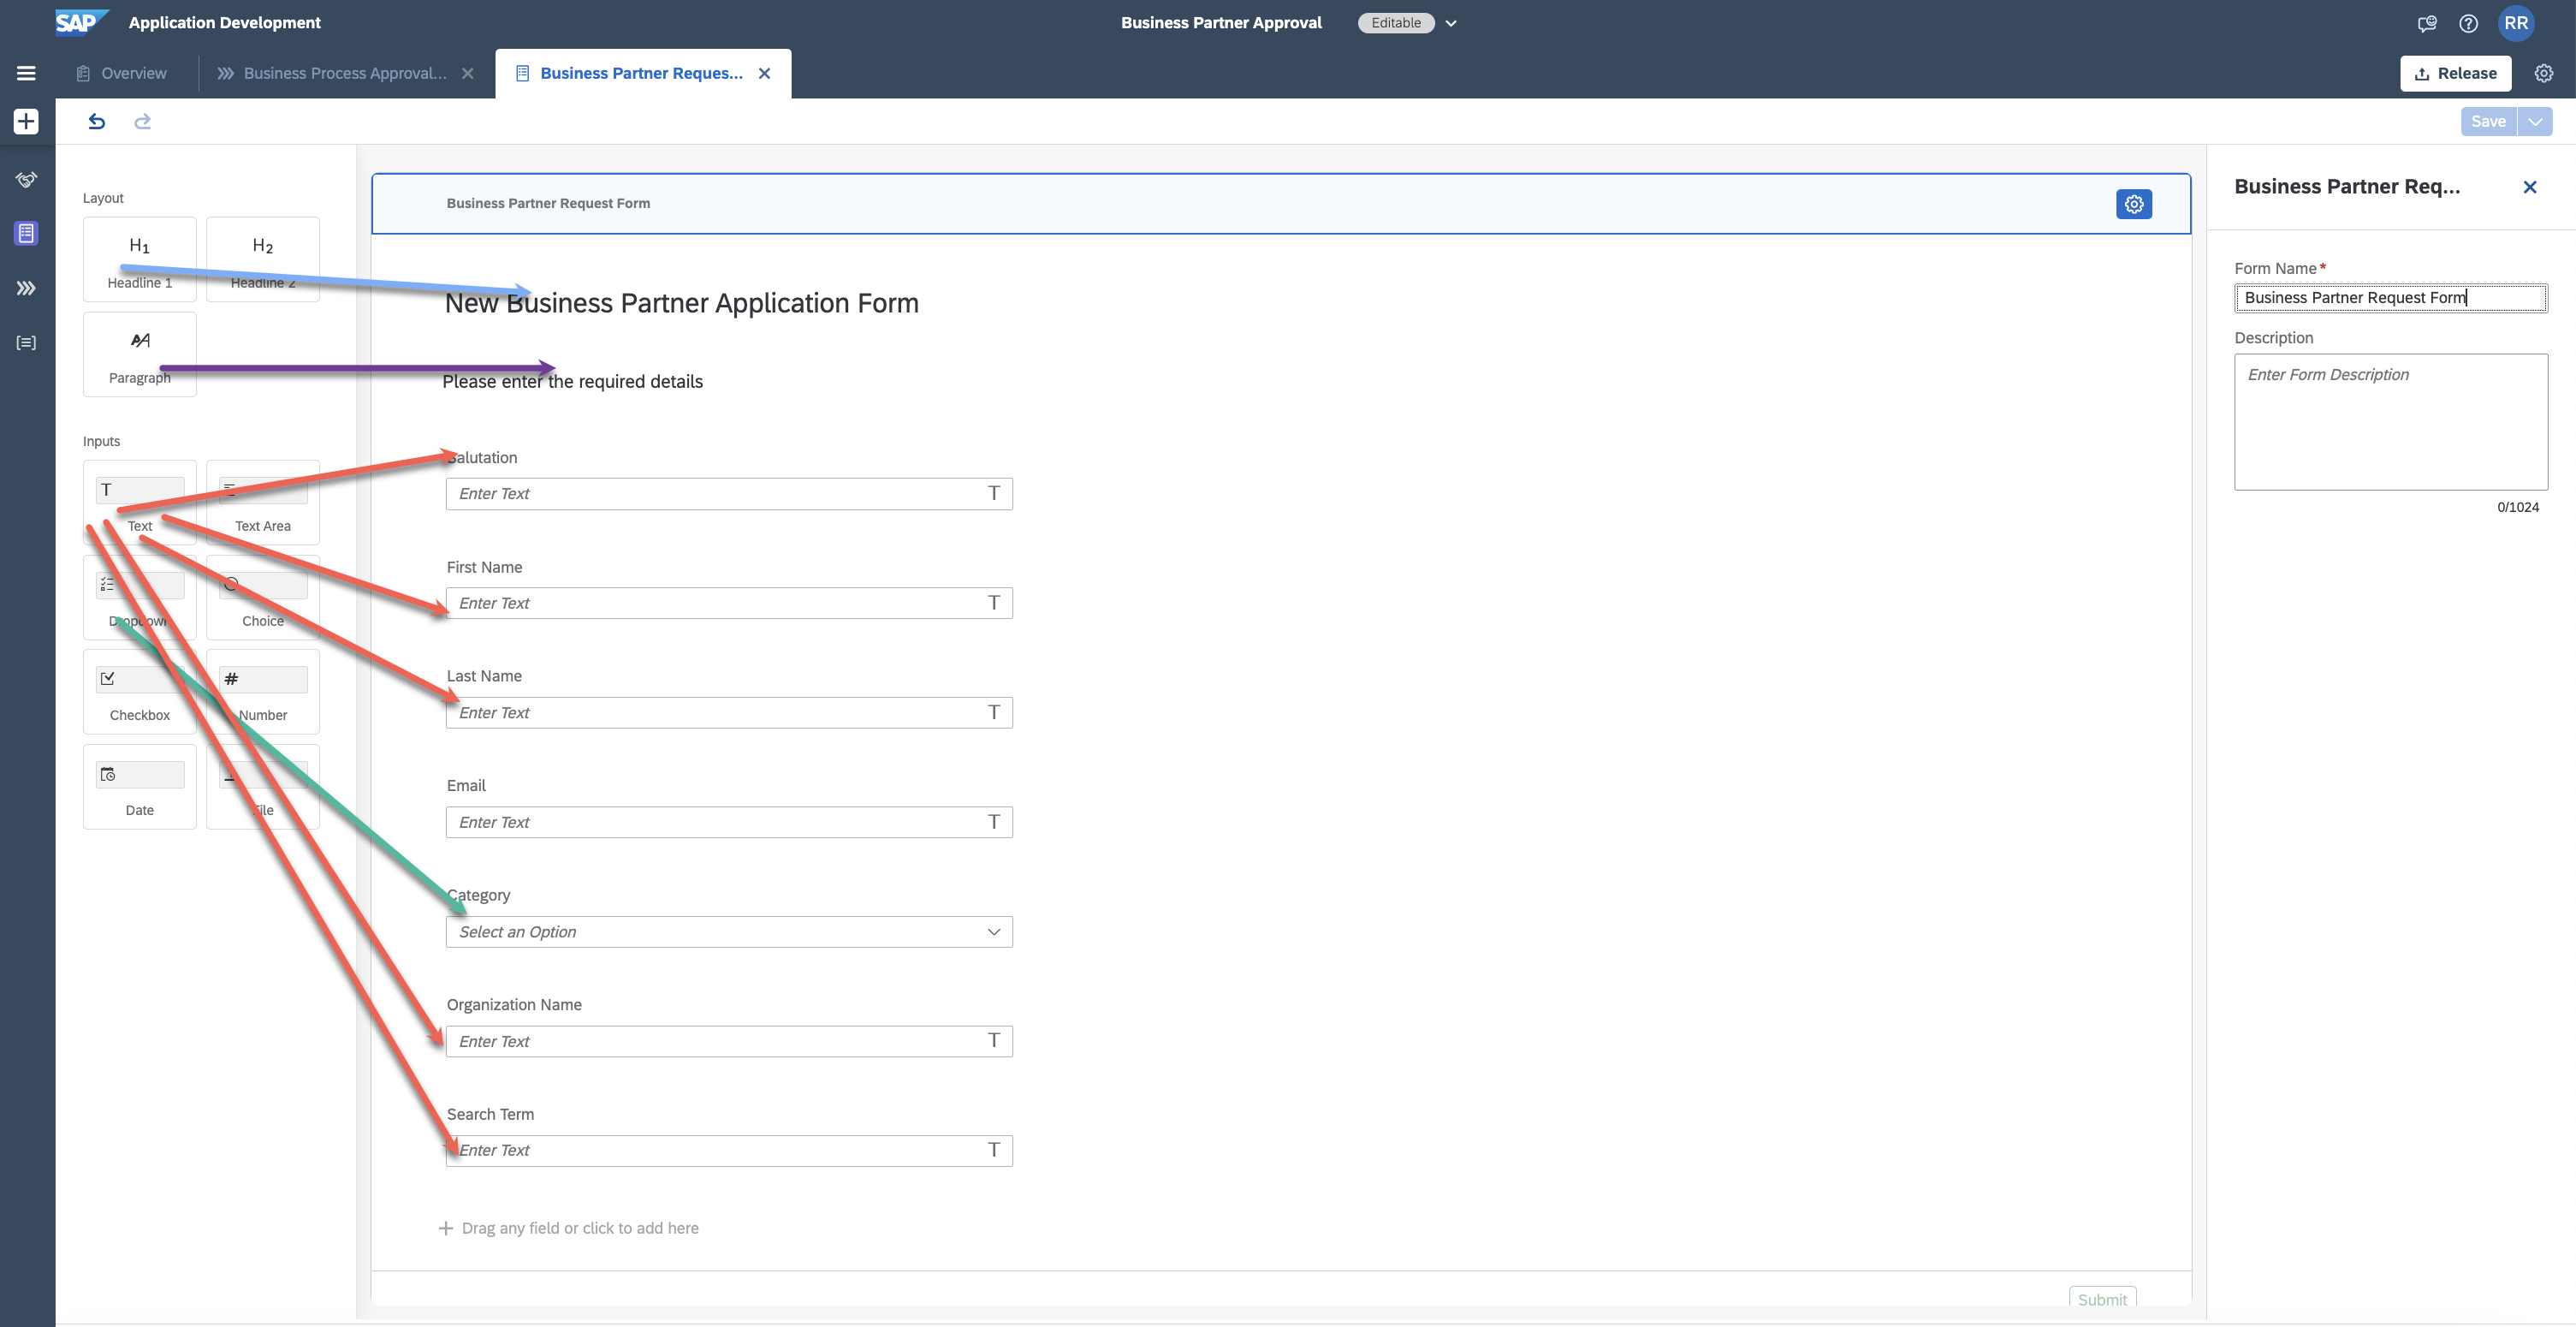 SAP Application Development
Business Partner Approval Editable
RR
Overview
Business Process Approval...
Business Partner Reques...
Release
Save
Layout
H1 H2
Headline 1 Headline 2
Paragraph
Inputs
T
Text Text Area
Dropdown Choice
#
Checkbox Number
Date File
Business Partner Request Form
New Business Partner Application Form
Please enter the required details
Salutation
Enter Text T
First Name
Enter Text T
Last Name
Enter Text T
Email
Enter Text T
Category
Select an Option
Organization Name
Enter Text T
Search Term
Enter Text T
+ Drag any field or click to add here
Submit
Business Partner Req...
Form Name*
Business Partner Request Form
Description
Enter Form Description
0/1024